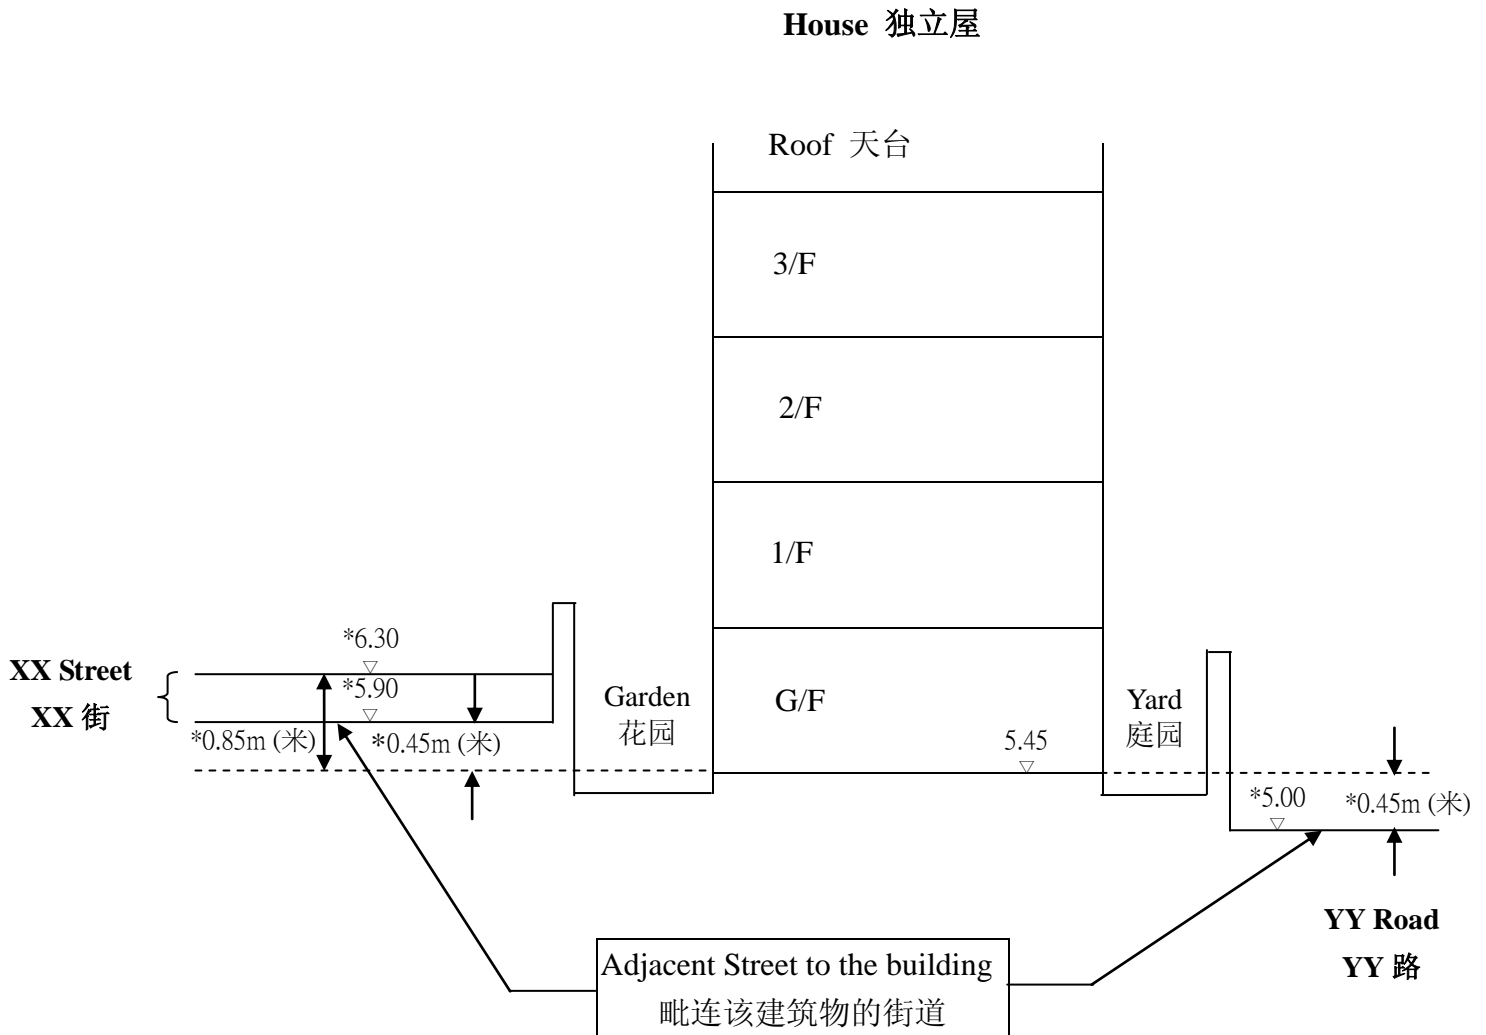 House 独立屋
Roof 天台
3/F
2/F
1/F
*6.30
XX Street
XX 街
*5.90
*0.85m (米)
*0.45m (米)
Garden
花园
G/F
5.45
Yard
庭园
*5.00
*0.45m (米)
YY Road
YY 路
Adjacent Street to the building
毗连该建筑物的街道